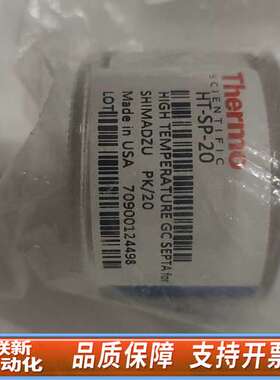 Thermo
SCIENTIFIC
HT-SP-20
HIGH TEMPERATURE GC SEPTA for
SHIMADZU PK/20
Made in USA 70900124498
LOT
联新
动化
品质保障 支持开票